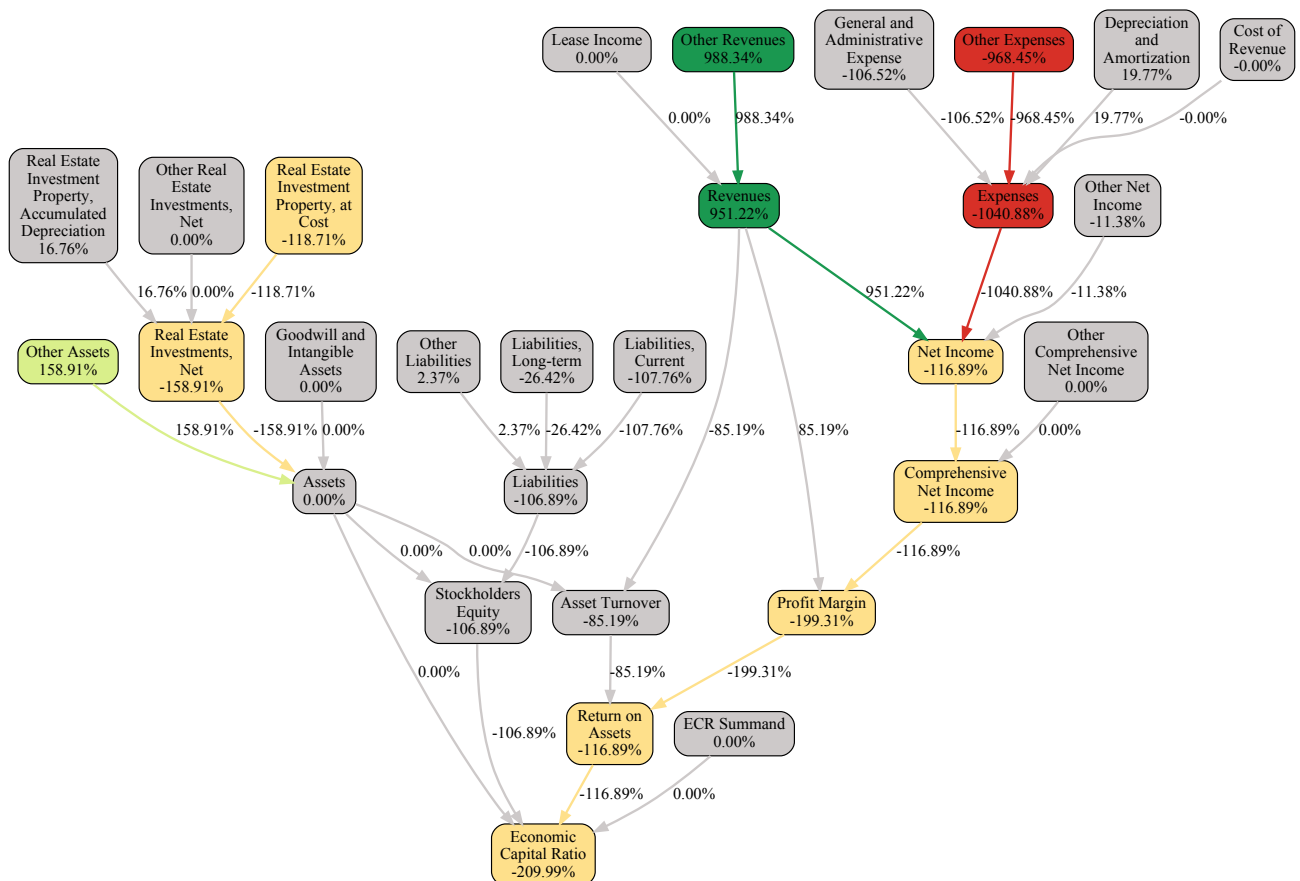 Lease Income
0.00%
Other Revenues
988.34%
General and
Administrative
Expense
-106.52%
Other Expenses
-968.45%
Depreciation
and
Amortization
19.77%
Cost of
Revenue
-0.00%
0.00%
988.34%
-106.52%
-968.45%
19.77%
-0.00%
Real Estate
Investment
Property,
Accumulated
Depreciation
16.76%
Other Real
Estate
Investments,
Net
0.00%
Real Estate
Investment
Property, at
Cost
-118.71%
Revenues
951.22%
Expenses
-1040.88%
Other Net
Income
-11.38%
16.76%
0.00%
-118.71%
951.22%
-1040.88%
-11.38%
Other Assets
158.91%
Real Estate
Investments,
Net
-158.91%
Goodwill and
Intangible
Assets
0.00%
Other
Liabilities
2.37%
Liabilities,
Long-term
-26.42%
Liabilities,
Current
-107.76%
Net Income
-116.89%
Other
Comprehensive
Net Income
0.00%
158.91%
-158.91%
0.00%
2.37%
-26.42%
-107.76%
-85.19%
85.19%
-116.89%
0.00%
Assets
0.00%
Liabilities
-106.89%
Comprehensive
Net Income
-116.89%
0.00%
0.00%
-106.89%
-116.89%
Stockholders
Equity
-106.89%
Asset Turnover
-85.19%
Profit Margin
-199.31%
0.00%
-85.19%
-199.31%
-106.89%
Return on
Assets
-116.89%
ECR Summand
0.00%
-116.89%
0.00%
Economic
Capital Ratio
-209.99%